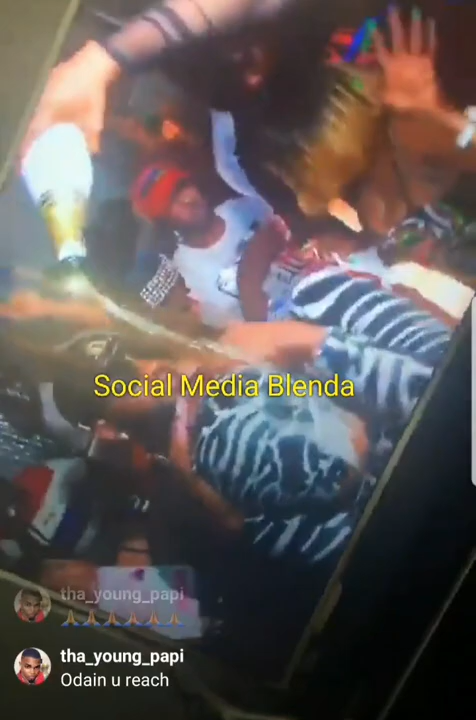 Social Media Blenda
tha_young_papi
🙏🏾🙏🏾🙏🏾🙏🏾🙏🏾🙏🏾
tha_young_papi
Odain u reach